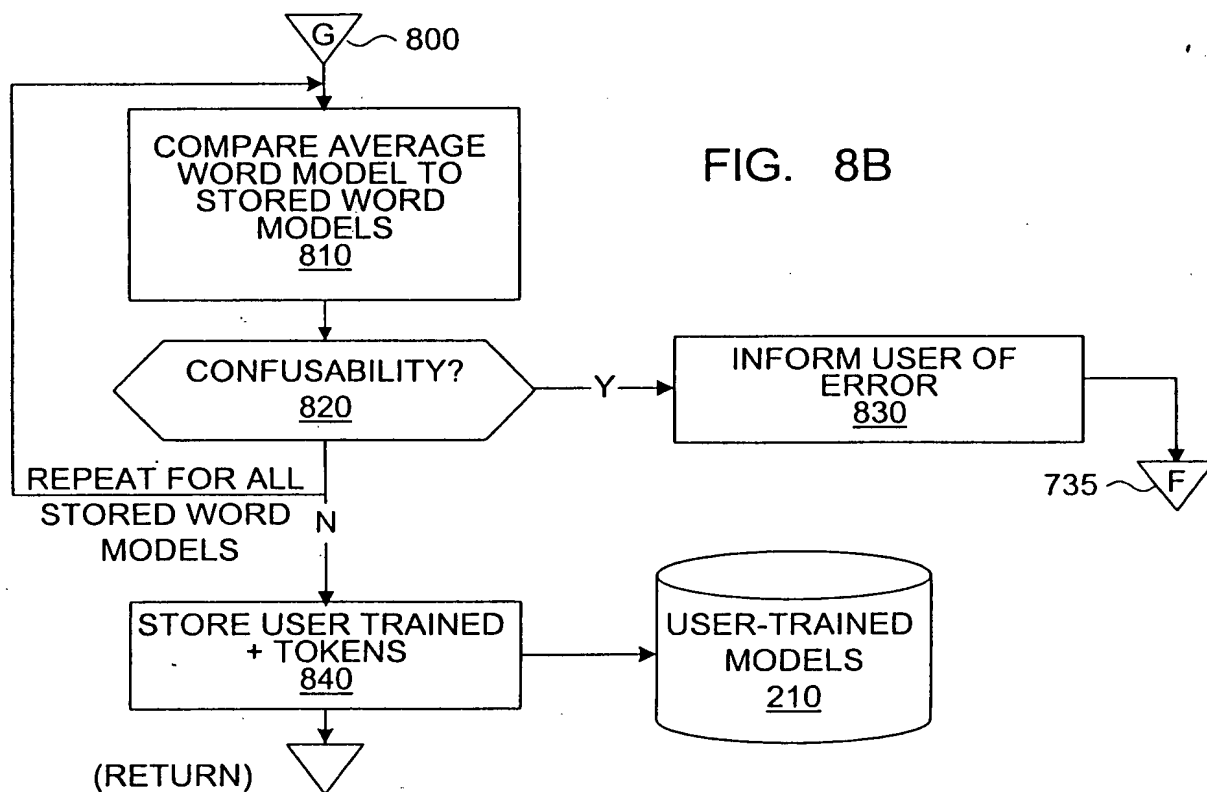 G
800
COMPARE AVERAGE
WORD MODEL TO
STORED WORD
MODELS
810
FIG. 8B
CONFUSABILITY?
820
Y
INFORM USER OF
ERROR
830
735
F
REPEAT FOR ALL
STORED WORD
MODELS
N
STORE USER TRAINED
+ TOKENS
840
USER-TRAINED
MODELS
210
(RETURN)